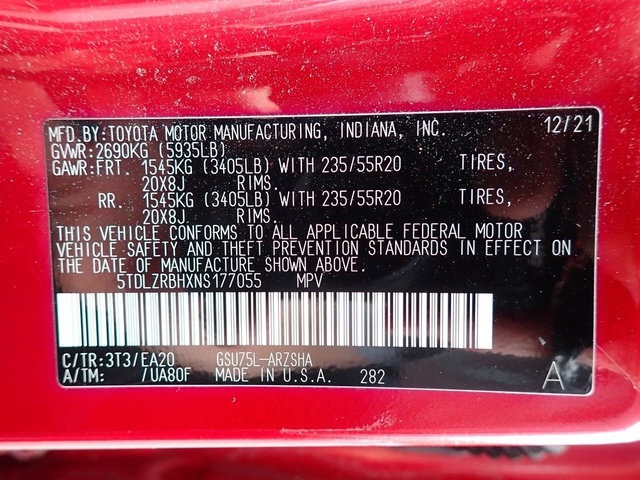 MFD.BY:TOYOTA MOTOR MANUFACTURING, INDIANA, INC. 12/21
GVWR:2690KG (5935LB)
GAWR:FRT. 1545KG (3405LB) WITH 235/55R20 TIRES,
20X8J RIMS.
RR. 1545KG (3405LB) WITH 235/55R20 TIRES,
20X8J RIMS.
THIS VEHICLE CONFORMS TO ALL APPLICABLE FEDERAL MOTOR
VEHICLE SAFETY AND THEFT PREVENTION STANDARDS IN EFFECT ON
THE DATE OF MANUFACTURE SHOWN ABOVE.
5TDLZRBHXNS177055 MPV
C/TR:3T3/EA20 GSU75L-ARZSHA
A/TM: /UA80F MADE IN U.S.A. 282 A